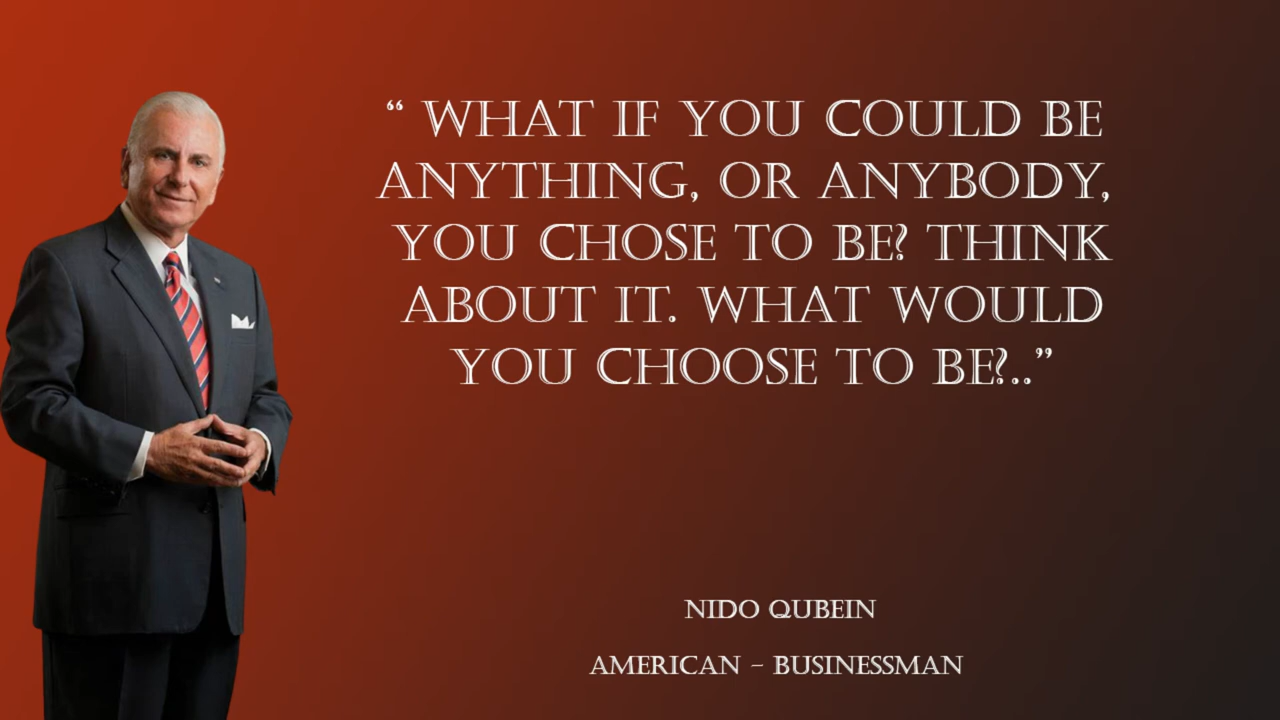 “ WHAT IF YOU COULD BE
ANYTHING, OR ANYBODY,
YOU CHOSE TO BE? THINK
ABOUT IT. WHAT WOULD
YOU CHOOSE TO BE?..”
NIDO QUBEIN
AMERICAN – BUSINESSMAN